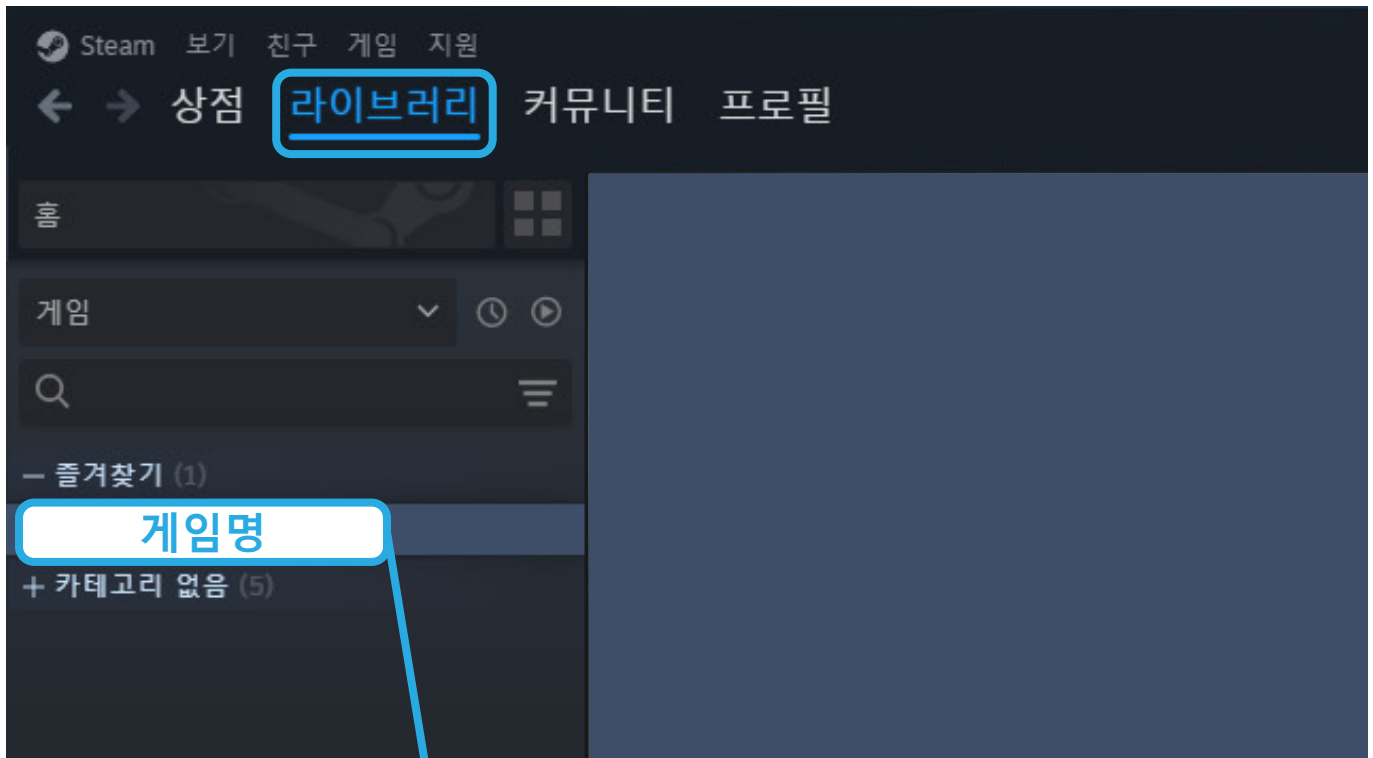 Steam 보기 친구 게임 지원
상점 라이브러리 커뮤니티 프로필
홈
게임
— 즐겨찾기 (1)
게임명
+ 카테고리 없음 (5)